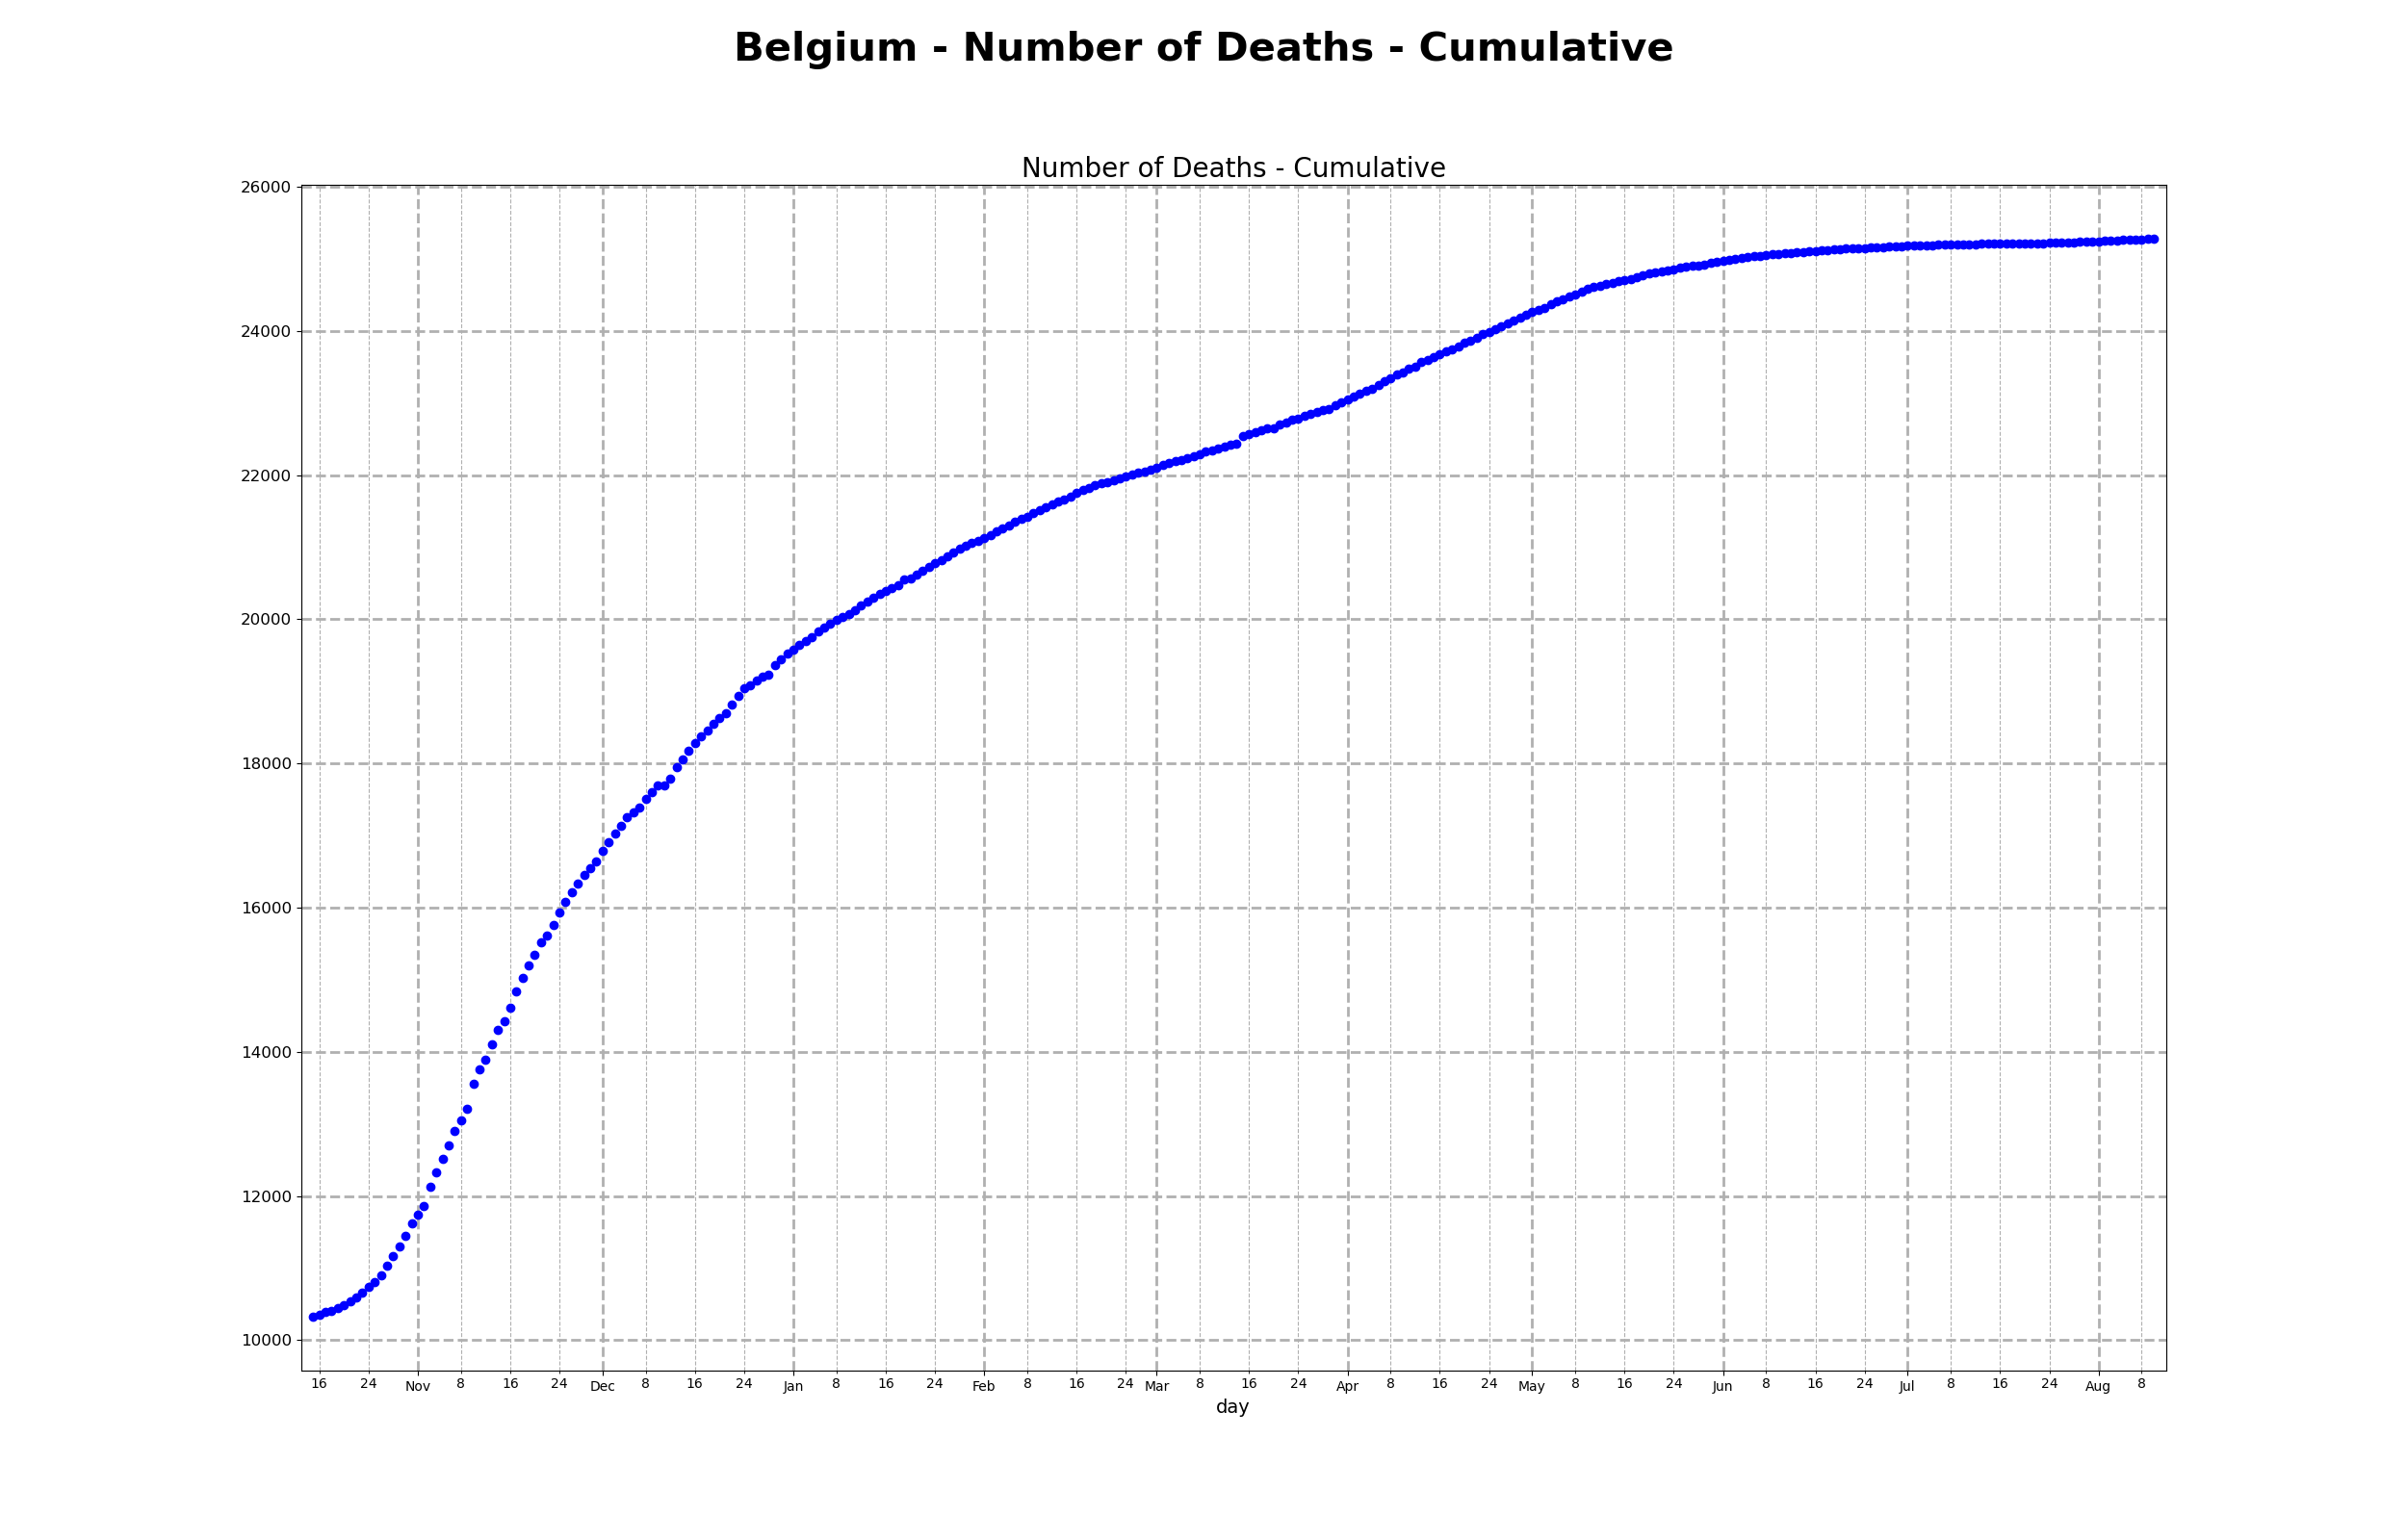 Belgium - Number of Deaths - Cumulative
Number of Deaths - Cumulative
26000
24000
22000
20000
18000
16000
14000
12000
10000
16 24 Nov 8 16 24 Dec 8 16 24 Jan 8 16 24 Feb 8 16 24 Mar 8 16 24 Apr 8 16 24 May 8 16 24 Jun 8 16 24 Jul 8 16 24 Aug 8
day